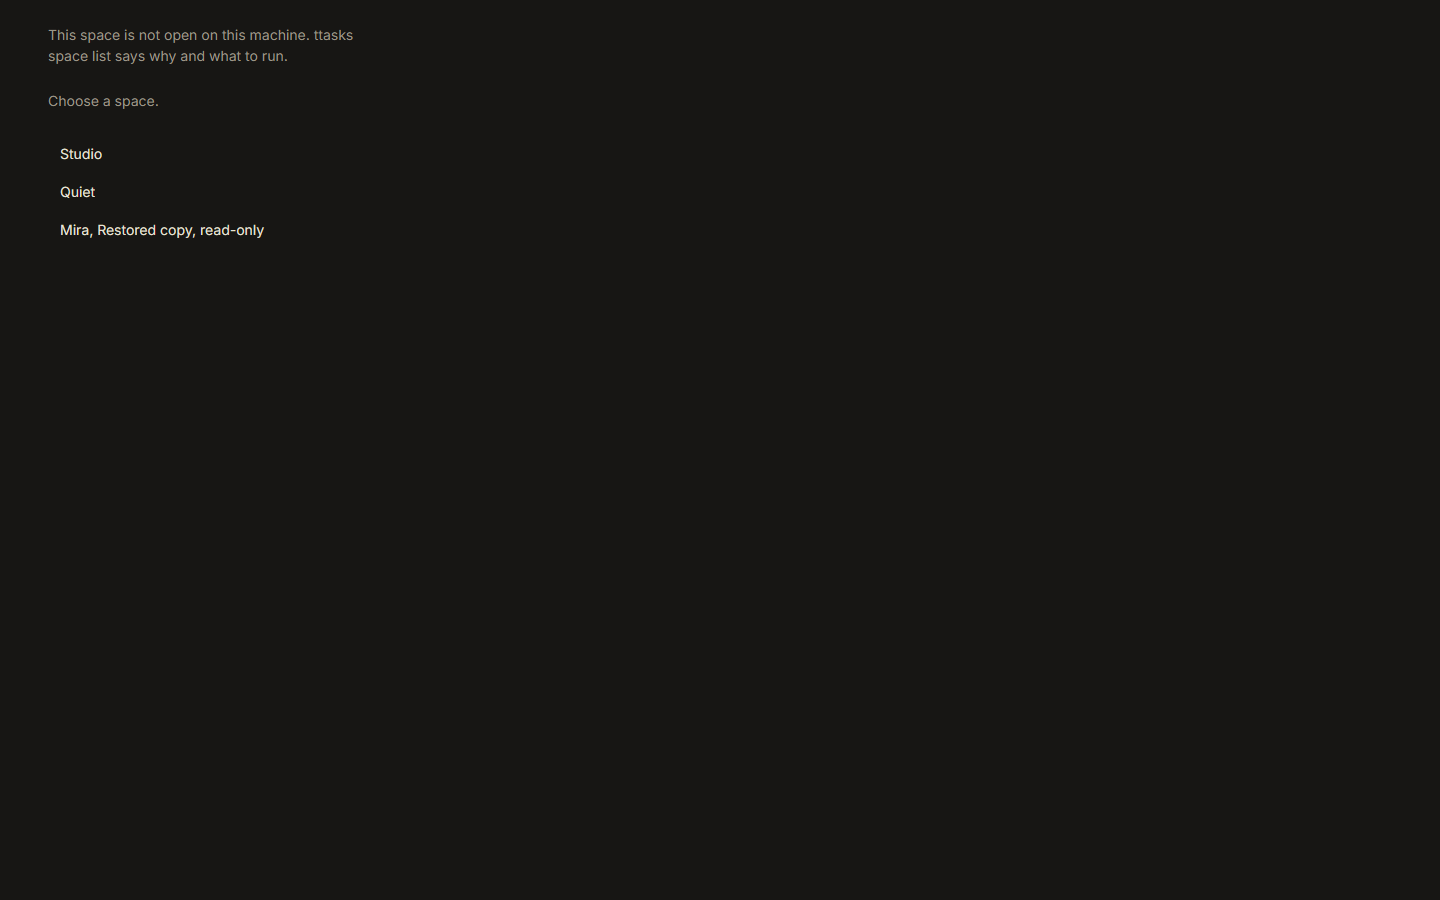 This space is not open on this machine. ttasks
space list says why and what to run.
Choose a space.
Studio
Quiet
Mira, Restored copy, read-only